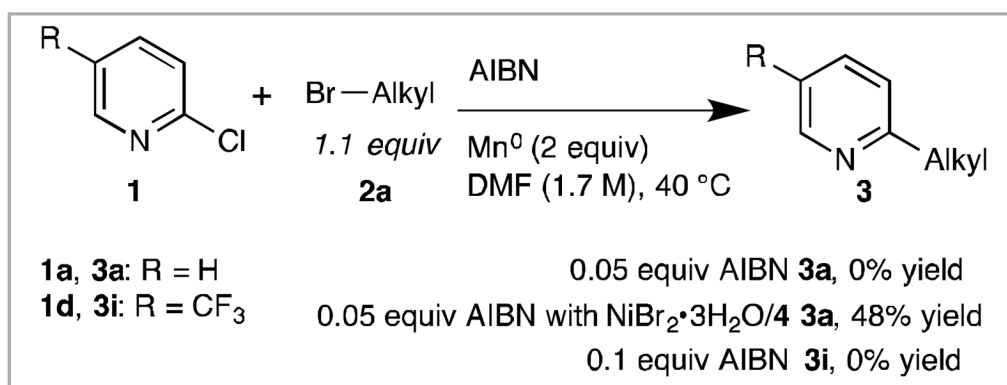 R
N
Cl
1
+
Br—Alkyl
1.1 equiv
2a
AIBN
Mn⁰ (2 equiv)
DMF (1.7 M), 40 °C
R
N
Alkyl
3
1a, 3a: R = H
1d, 3i: R = CF₃
0.05 equiv AIBN 3a, 0% yield
0.05 equiv AIBN with NiBr₂•3H₂O/4 3a, 48% yield
0.1 equiv AIBN 3i, 0% yield